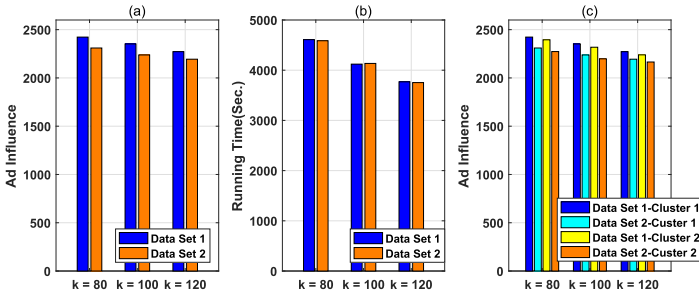 (a)
Ad Influence
2500
2000
1500
1000
500
0
k = 80 k = 100 k = 120
Data Set 1
Data Set 2
(b)
Running Time(Sec.)
5000
4000
3000
2000
1000
0
k = 80 k = 100 k = 120
Data Set 1
Data Set 2
(c)
Ad Influence
2500
2000
1500
1000
500
0
k = 80 k = 100 k = 120
Data Set 1-Cluster 1
Data Set 2-Custer 1
Data Set 1-Cluster 2
Data Set 2-Custer 2